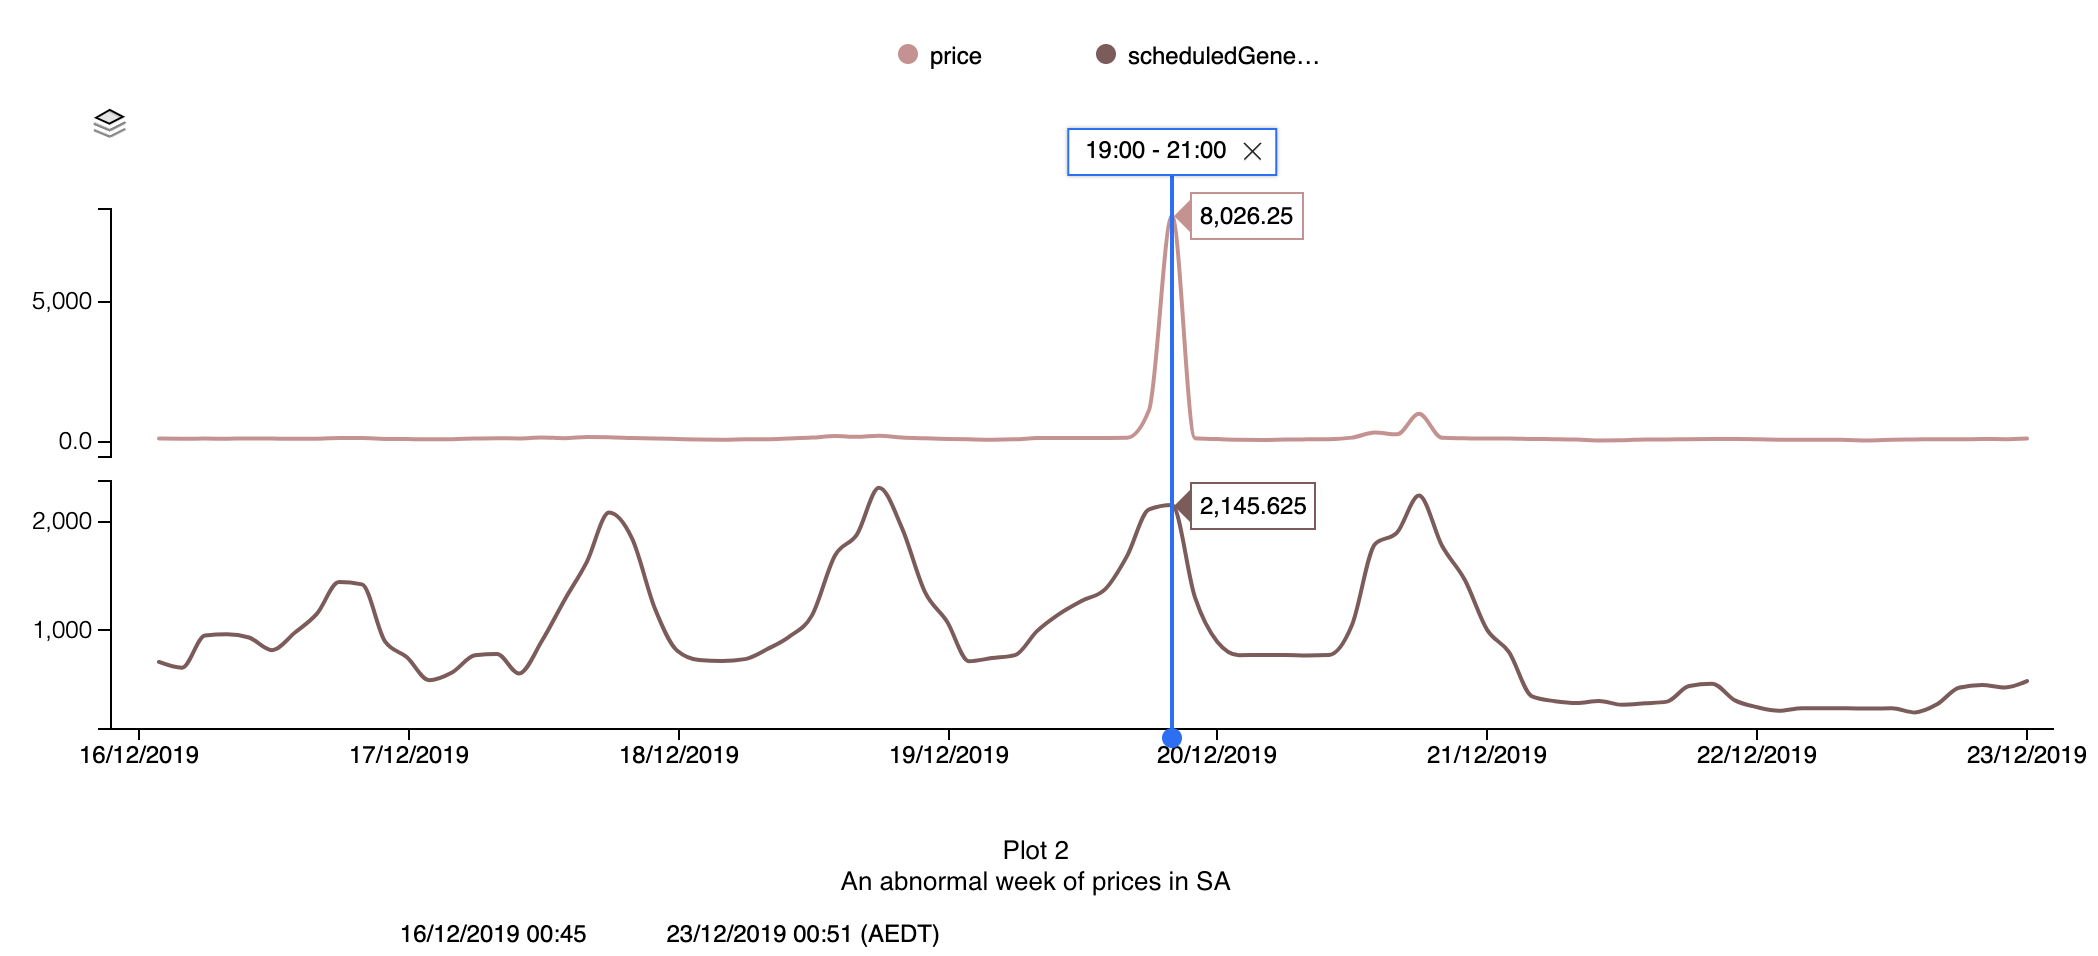 price
scheduledGene…
19:00 - 21:00
8,026.25
5,000
0.0
2,145.625
2,000
1,000
16/12/2019
17/12/2019
18/12/2019
19/12/2019
20/12/2019
21/12/2019
22/12/2019
23/12/2019
Plot 2
An abnormal week of prices in SA
16/12/2019 00:45
23/12/2019 00:51 (AEDT)